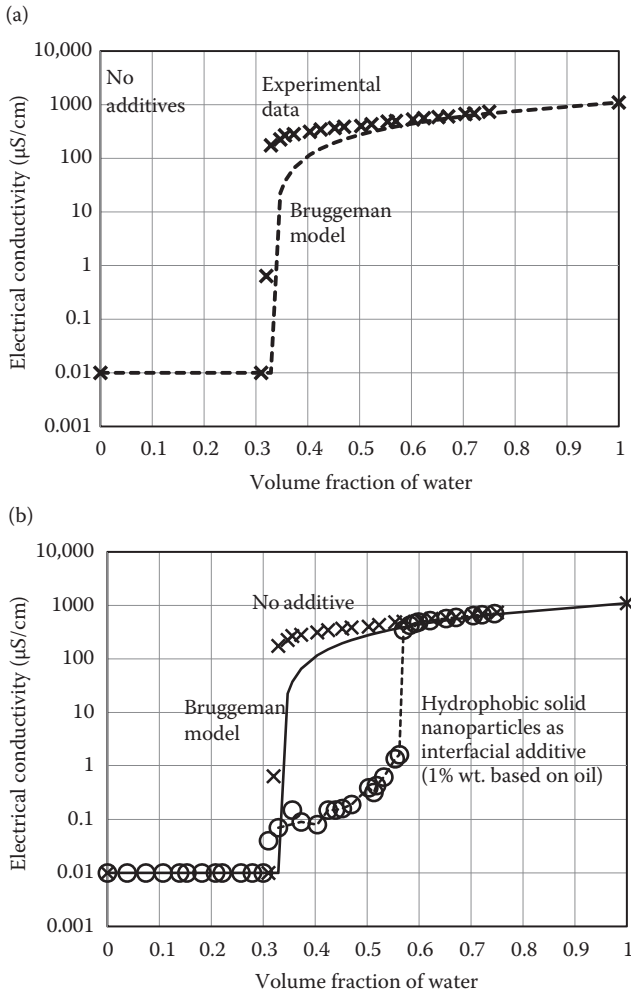 (a)
10,000
1000
100
10
1
0.1
0.01
0.001
Electrical conductivity (μS/cm)
No
additives
Experimental
data
Bruggeman
model
0 0.1 0.2 0.3 0.4 0.5 0.6 0.7 0.8 0.9 1
Volume fraction of water
(b)
10,000
1000
100
10
1
0.1
0.01
0.001
Electrical conductivity (μS/cm)
No additive
Bruggeman
model
Hydrophobic solid
nanoparticles as
interfacial additive
(1% wt. based on oil)
0 0.1 0.2 0.3 0.4 0.5 0.6 0.7 0.8 0.9 1
Volume fraction of water